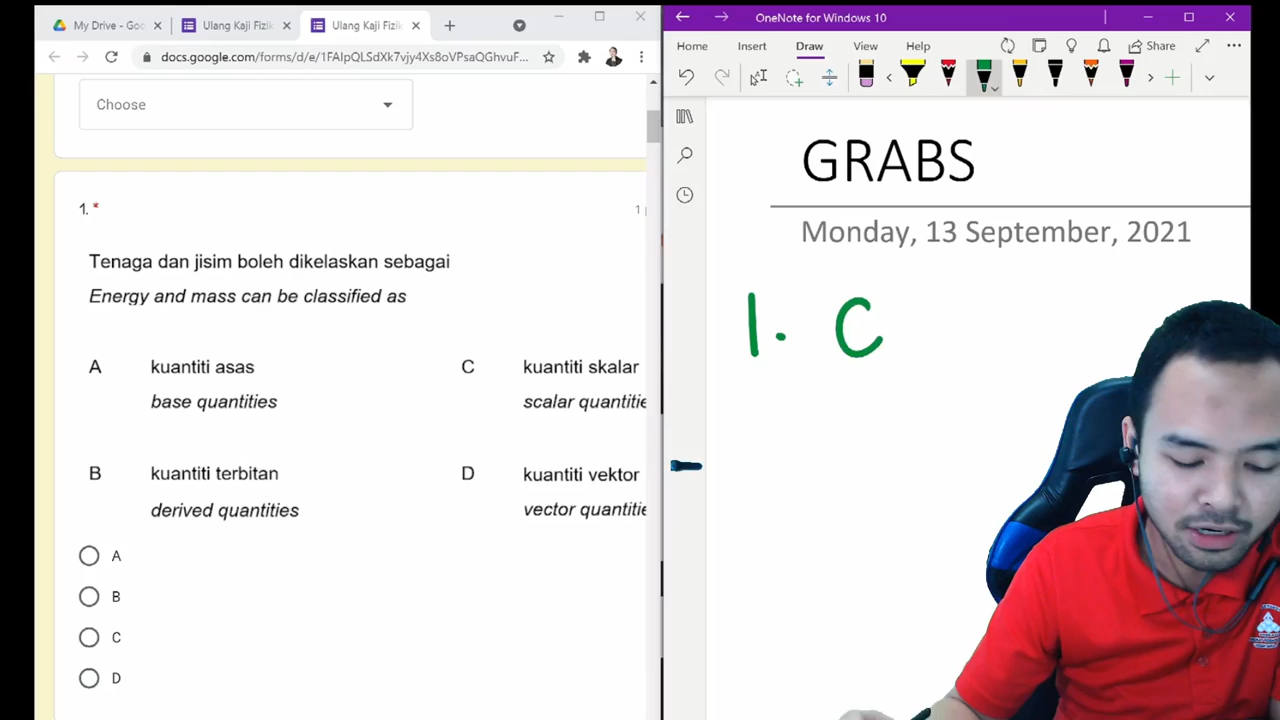 My Drive - Goo
Ulang Kaji Fizik
Ulang Kaji Fizik
docs.google.com/forms/d/e/1FAIpQLSdXk7vjy4Xs8oVPsaQGhvuF...
Choose
1. *
1
Tenaga dan jisim boleh dikelaskan sebagai
Energy and mass can be classified as
A kuantiti asas C kuantiti skalar
base quantities scalar quantitie
B kuantiti terbitan D kuantiti vektor
derived quantities vector quantitie
A
B
C
D
OneNote for Windows 10
Home Insert Draw View Help Share
GRABS
Monday, 13 September, 2021
1. C